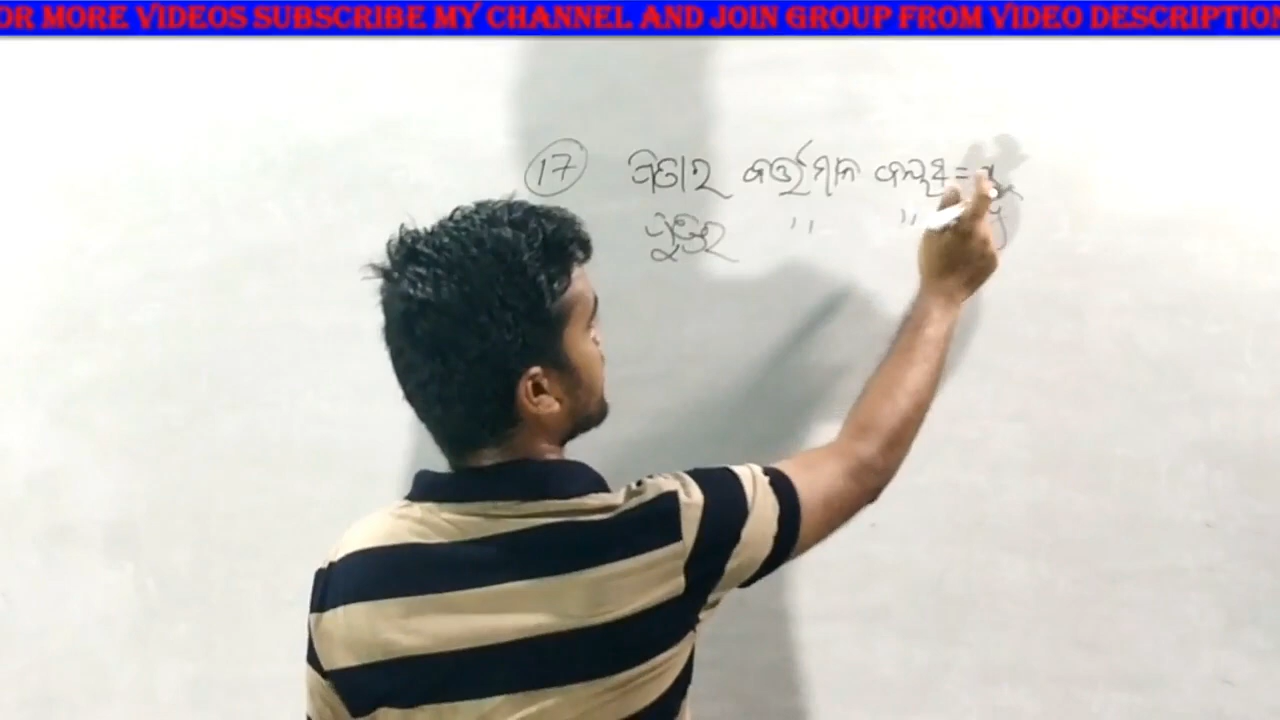 OR MORE VIDEOS SUBSCRIBE MY CHANNEL AND JOIN GROUP FROM VIDEO DESCRIPTION
17 ପିତାର ବର୍ତ୍ତମାନ ବୟସ =
ପୁତ୍ରର " "